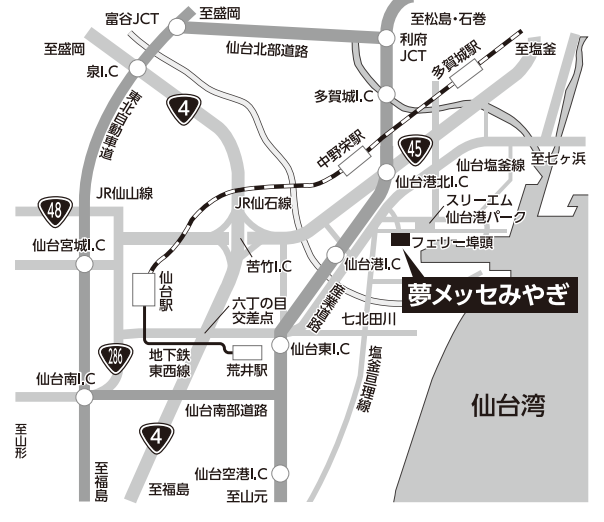 至盛岡
富谷JCT
至松島・石巻
至盛岡
仙台北部道路
利府
JCT
至塩釜
泉I.C
多賀城駅
4
東北自動車道
多賀城I.C
中野栄駅
45
仙台塩釜線
至七ヶ浜
仙台港北I.C
JR仙山線
JR仙石線
スリーエム
仙台港パーク
48
仙台宮城I.C
苦竹I.C
仙台港I.C
フェリー埠頭
夢メッセみやぎ
仙台駅
六丁の目
交差点
産業道路
七北田川
286
地下鉄
東西線
荒井駅
仙台東I.C
塩釜亘理線
仙台南I.C
仙台南部道路
仙台湾
至山形
4
至福島
至福島
仙台空港I.C
至山元